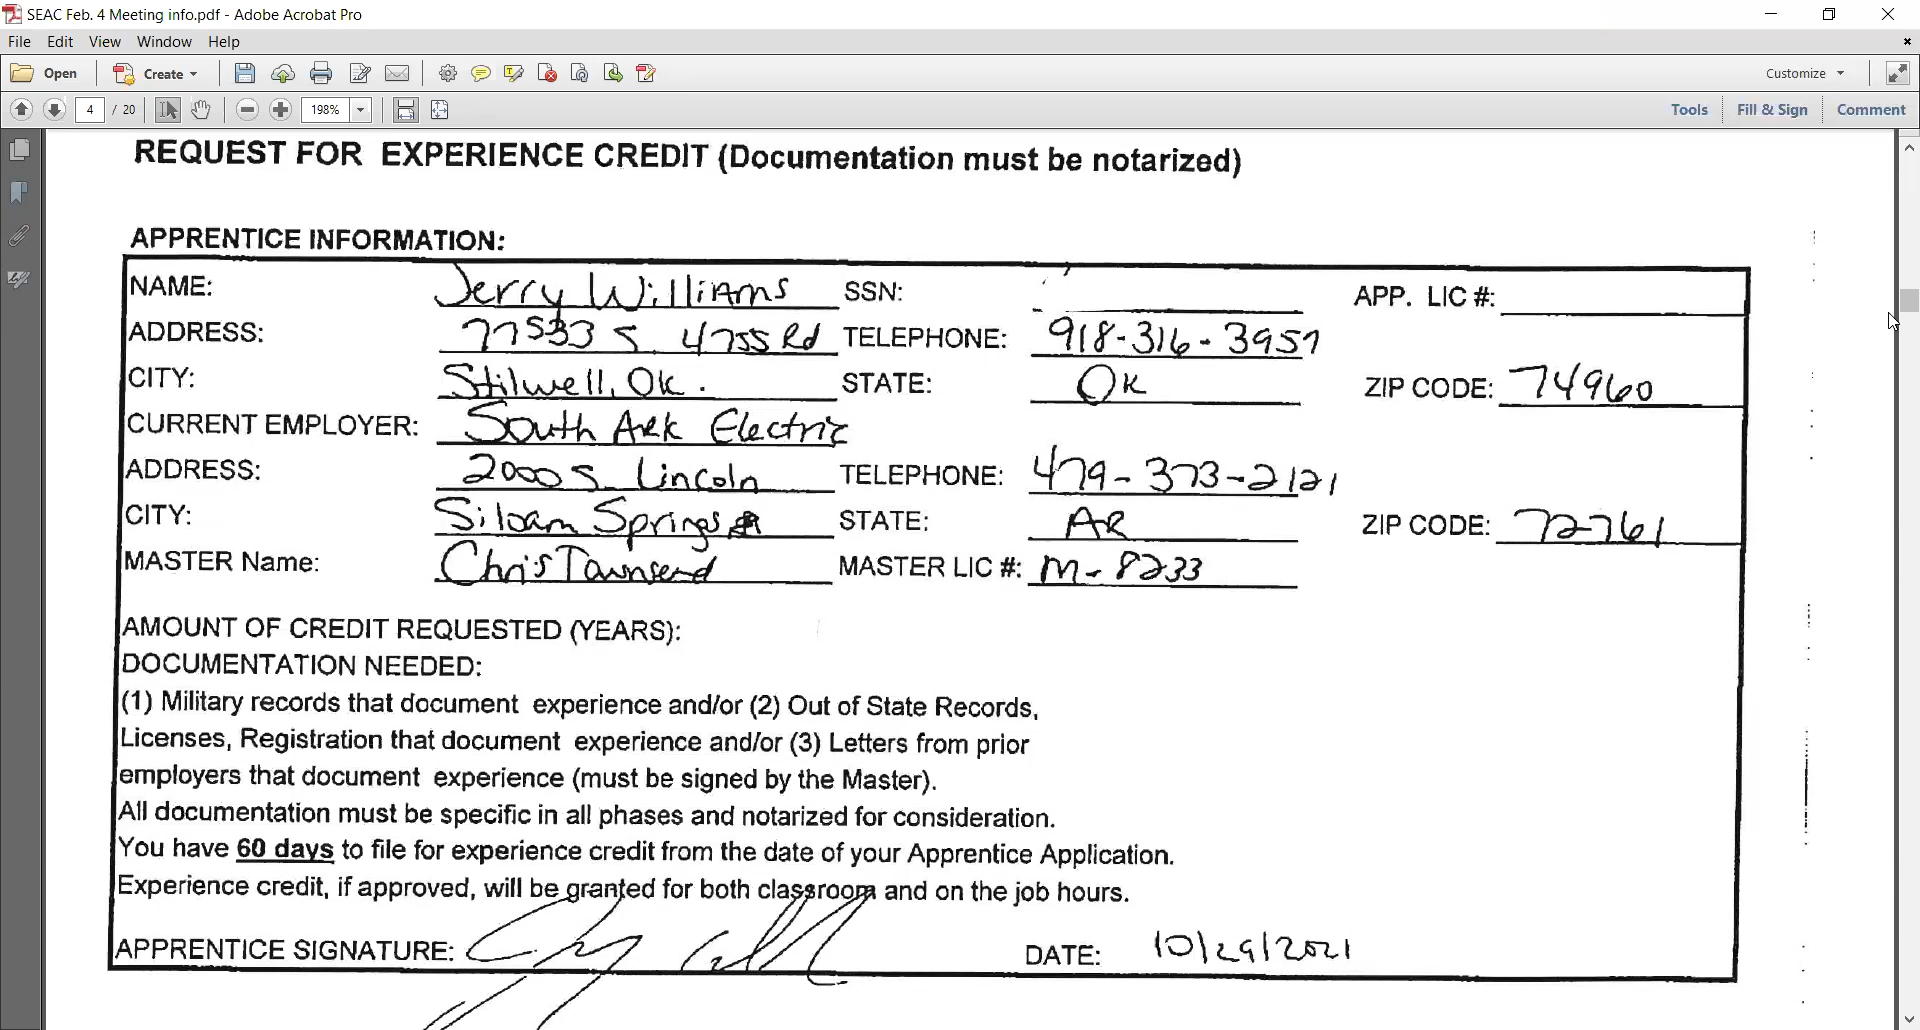 SEAC Feb. 4 Meeting info.pdf - Adobe Acrobat Pro
File Edit View Window Help
Open Create Customize
4 / 20 198% Tools Fill & Sign Comment
REQUEST FOR EXPERIENCE CREDIT (Documentation must be notarized)
APPRENTICE INFORMATION:
NAME: Jerry Williams SSN: APP. LIC #:
ADDRESS: 77533 S 4755 Rd TELEPHONE: 918-316-3957
CITY: Stilwell, Ok. STATE: OK ZIP CODE: 74960
CURRENT EMPLOYER: South Ark Electric
ADDRESS: 2000 S. Lincoln TELEPHONE: 479-373-2121
CITY: Siloam Springs STATE: AR ZIP CODE: 72761
MASTER Name: Chris Townsend MASTER LIC #: M-8233
AMOUNT OF CREDIT REQUESTED (YEARS):
DOCUMENTATION NEEDED:
(1) Military records that document experience and/or (2) Out of State Records,
Licenses, Registration that document experience and/or (3) Letters from prior
employers that document experience (must be signed by the Master).
All documentation must be specific in all phases and notarized for consideration.
You have 60 days to file for experience credit from the date of your Apprentice Application.
Experience credit, if approved, will be granted for both classroom and on the job hours.
APPRENTICE SIGNATURE: DATE: 10/29/2021